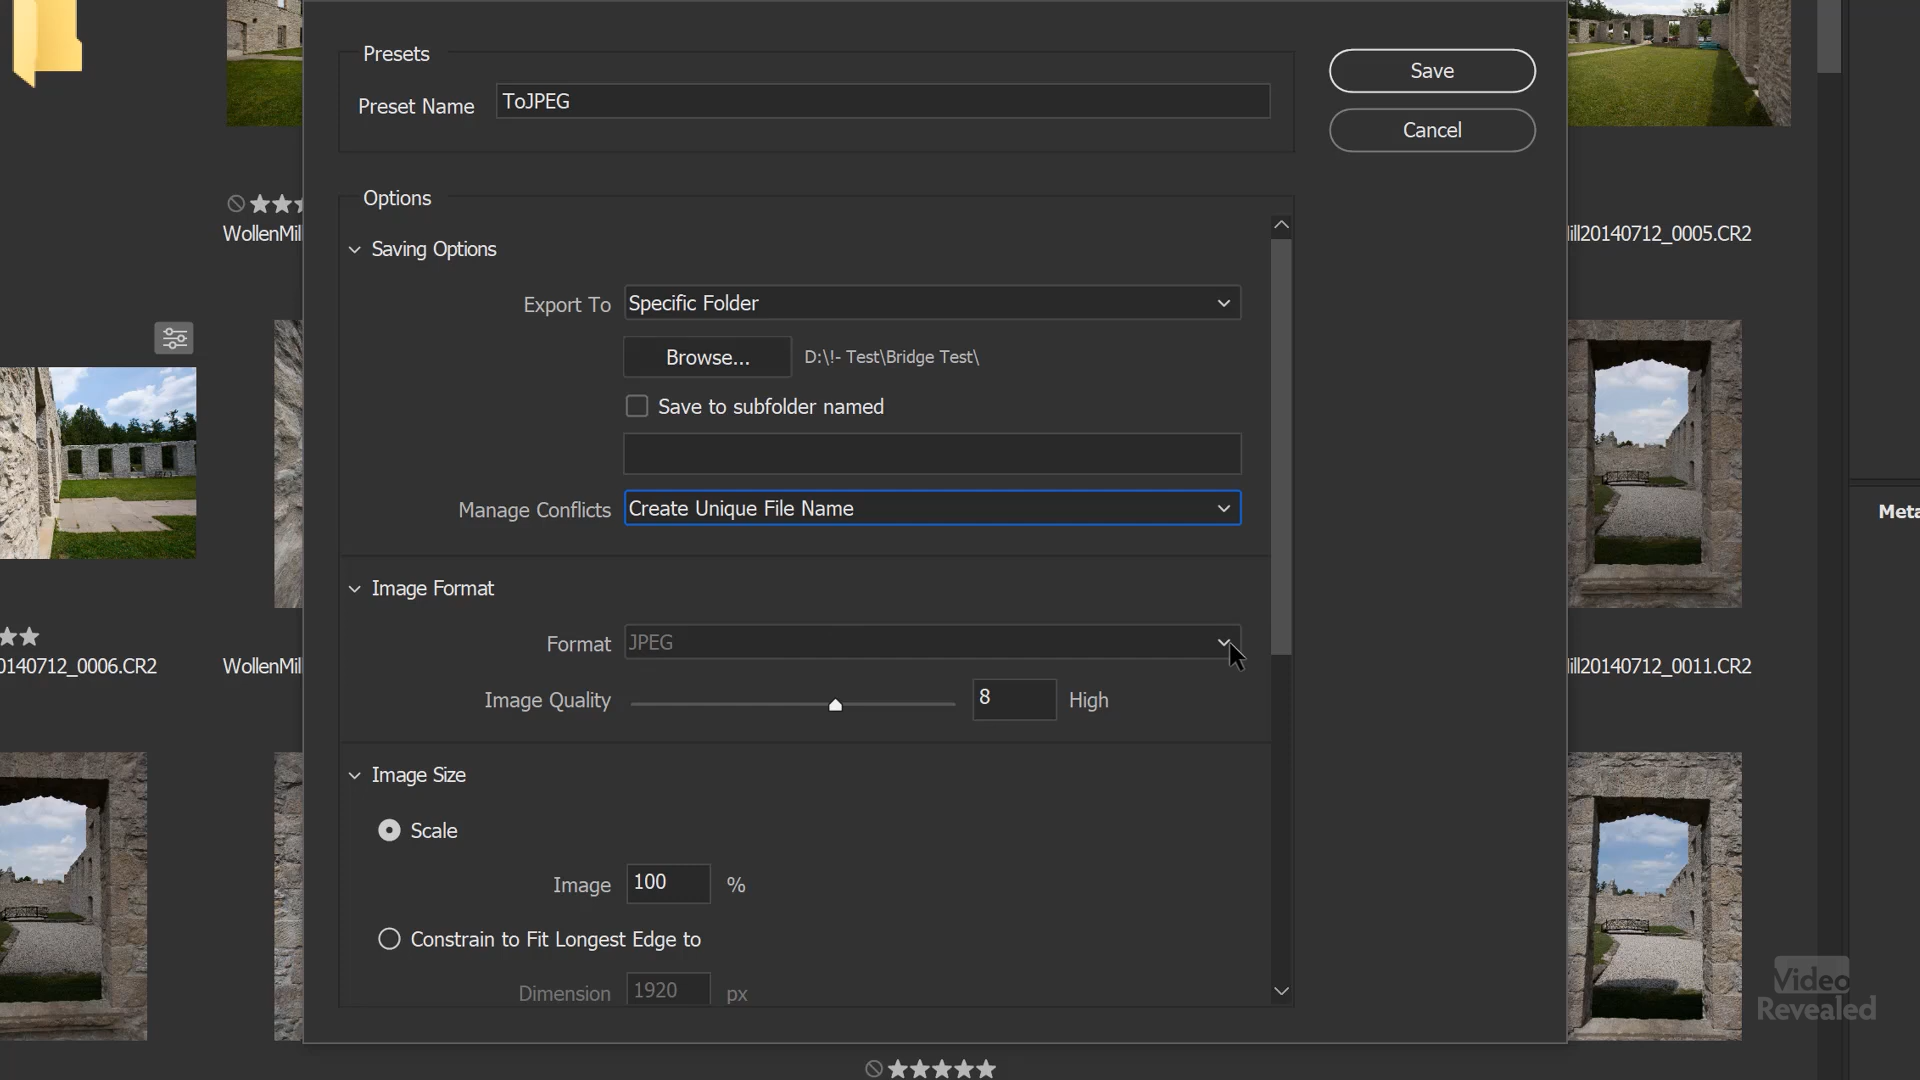 Presets
Preset Name ToJPEG
Save
Cancel
Options
Saving Options
Export To Specific Folder
Browse... D:\!- Test\Bridge Test\
Save to subfolder named
Manage Conflicts Create Unique File Name
Image Format
Format JPEG
Image Quality 8 High
Image Size
Scale
Image 100 %
Constrain to Fit Longest Edge to
Dimension 1920 px
WollenMil
ill20140712_0005.CR2
0140712_0006.CR2
WollenMil
ill20140712_0011.CR2
Meta
Video
Revealed